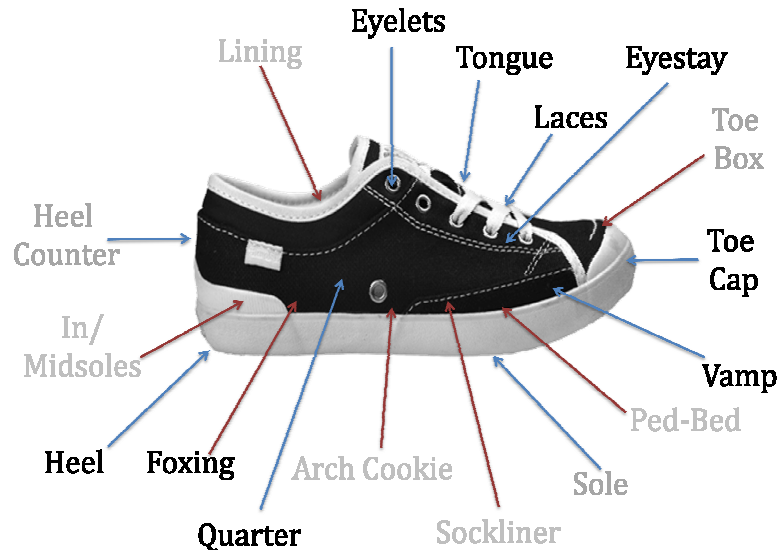 Eyelets
Lining
Tongue
Eyestay
Laces
Toe
Box
Heel
Counter
Toe
Cap
In/
Midsoles
Vamp
Ped-Bed
Heel
Foxing
Arch Cookie
Sole
Quarter
Sockliner